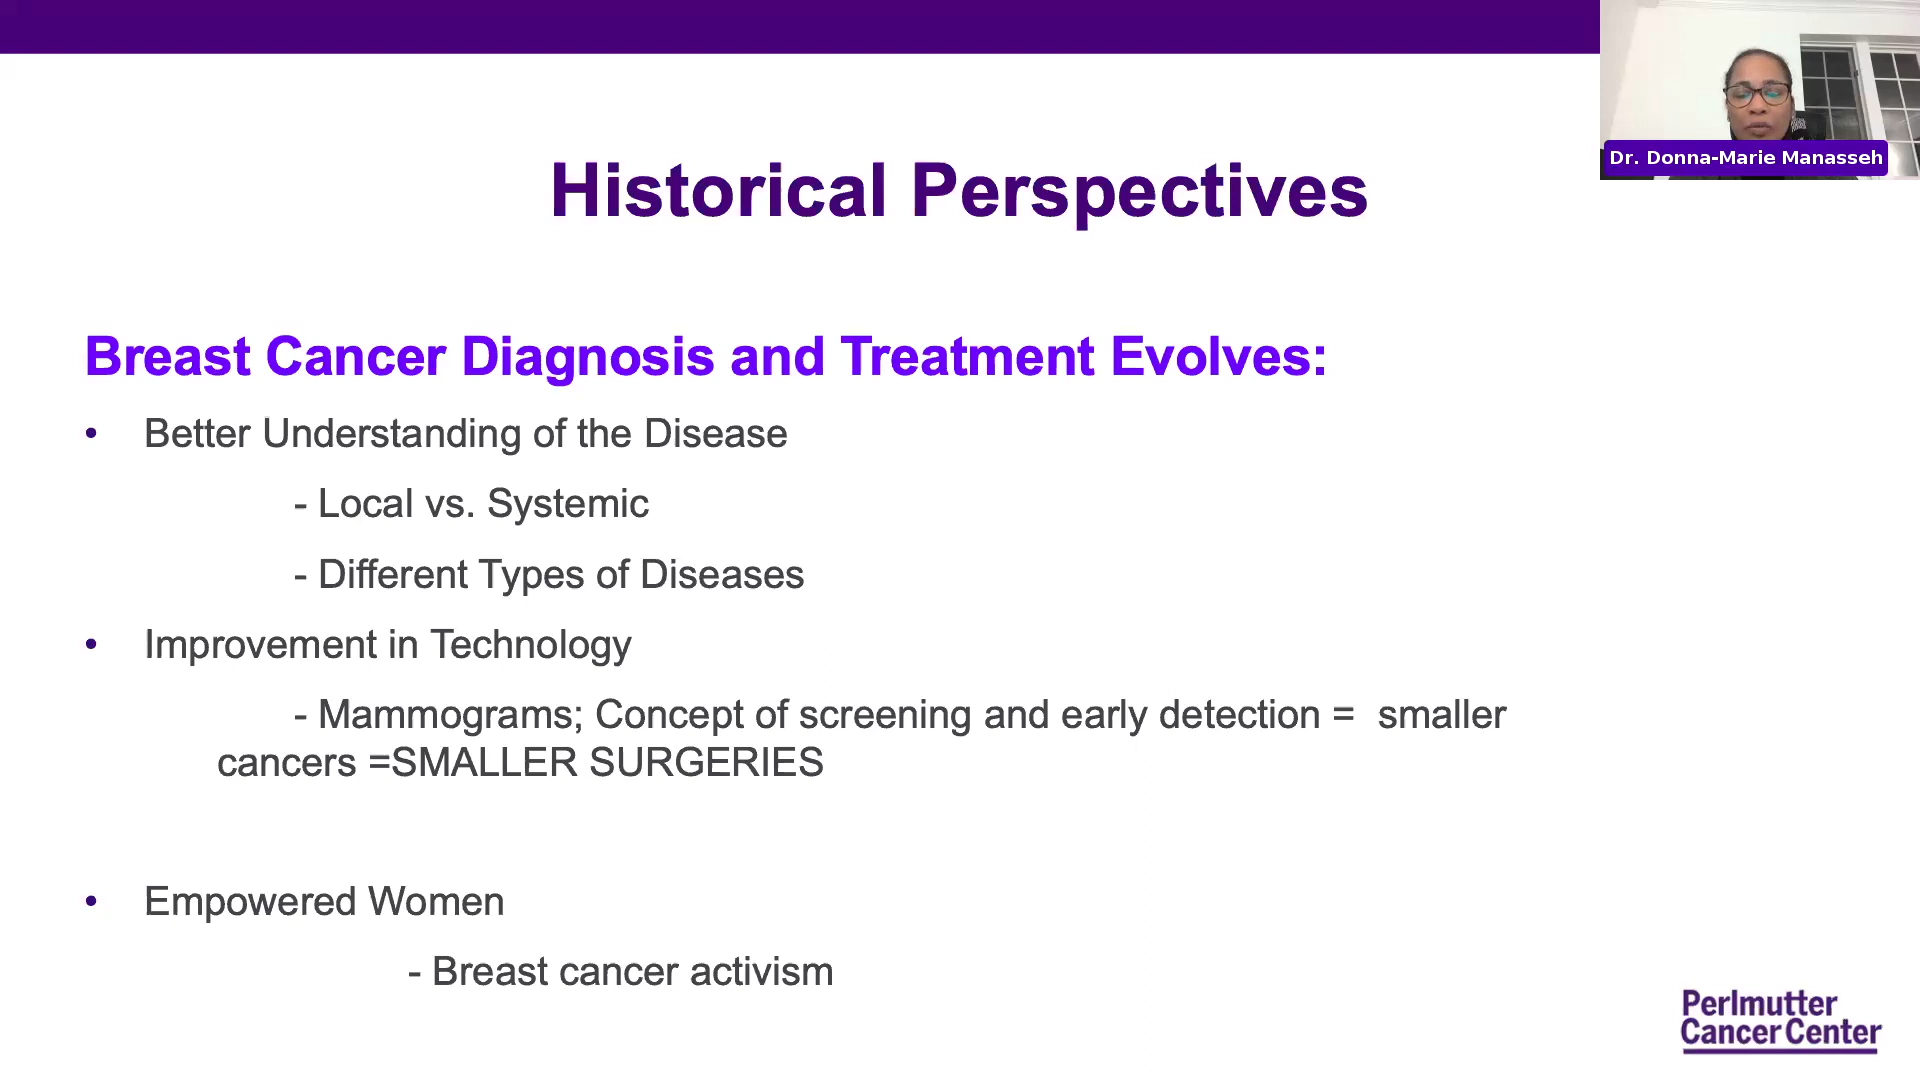 Dr. Donna-Marie Manasseh
Historical Perspectives
Breast Cancer Diagnosis and Treatment Evolves:
• Better Understanding of the Disease
- Local vs. Systemic
- Different Types of Diseases
• Improvement in Technology
- Mammograms; Concept of screening and early detection =  smaller
cancers =SMALLER SURGERIES
• Empowered Women
- Breast cancer activism
Perlmutter
Cancer Center